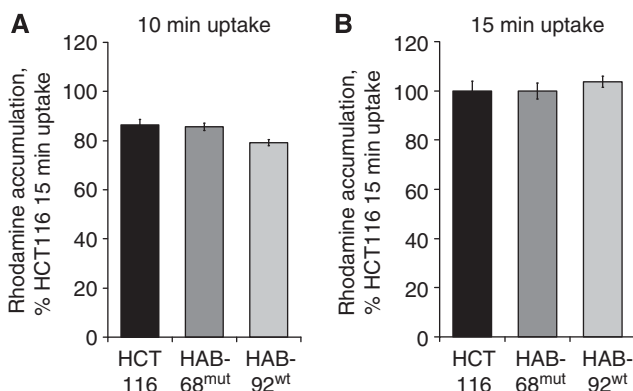 A
10 min uptake
Rhodamine accumulation,
% HCT116 15 min uptake
120
100
80
60
40
20
0
HCT
116
HAB-
68mut
HAB-
92wt
B
15 min uptake
Rhodamine accumulation,
% HCT116 15 min uptake
120
100
80
60
40
20
0
HCT
116
HAB-
68mut
HAB-
92wt